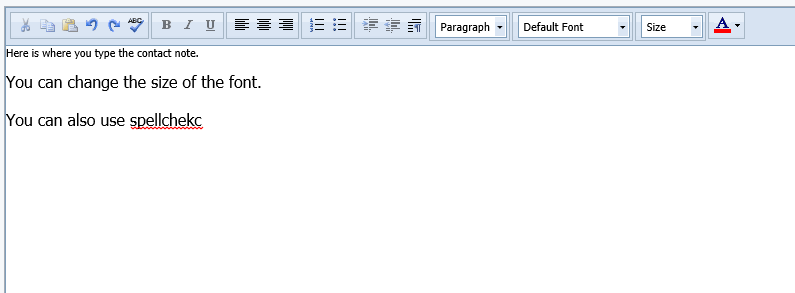 ABC
B I U
Paragraph Default Font Size A
Here is where you type the contact note.
You can change the size of the font.
You can also use spellchekc